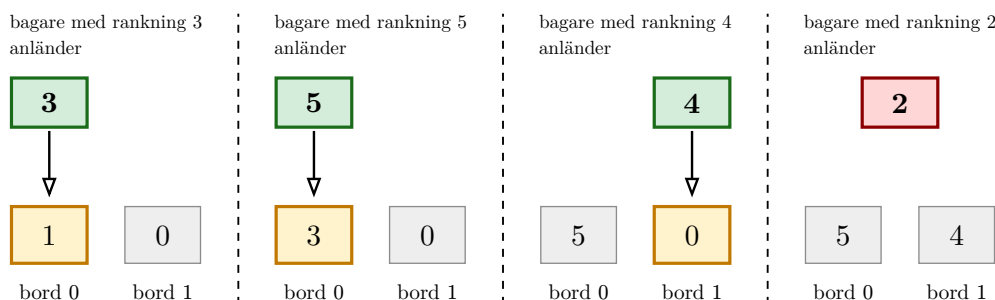 bagare med rankning 3
anländer
3
1 0
bord 0 bord 1
bagare med rankning 5
anländer
5
3 0
bord 0 bord 1
bagare med rankning 4
anländer
4
5 0
bord 0 bord 1
bagare med rankning 2
anländer
2
5 4
bord 0 bord 1